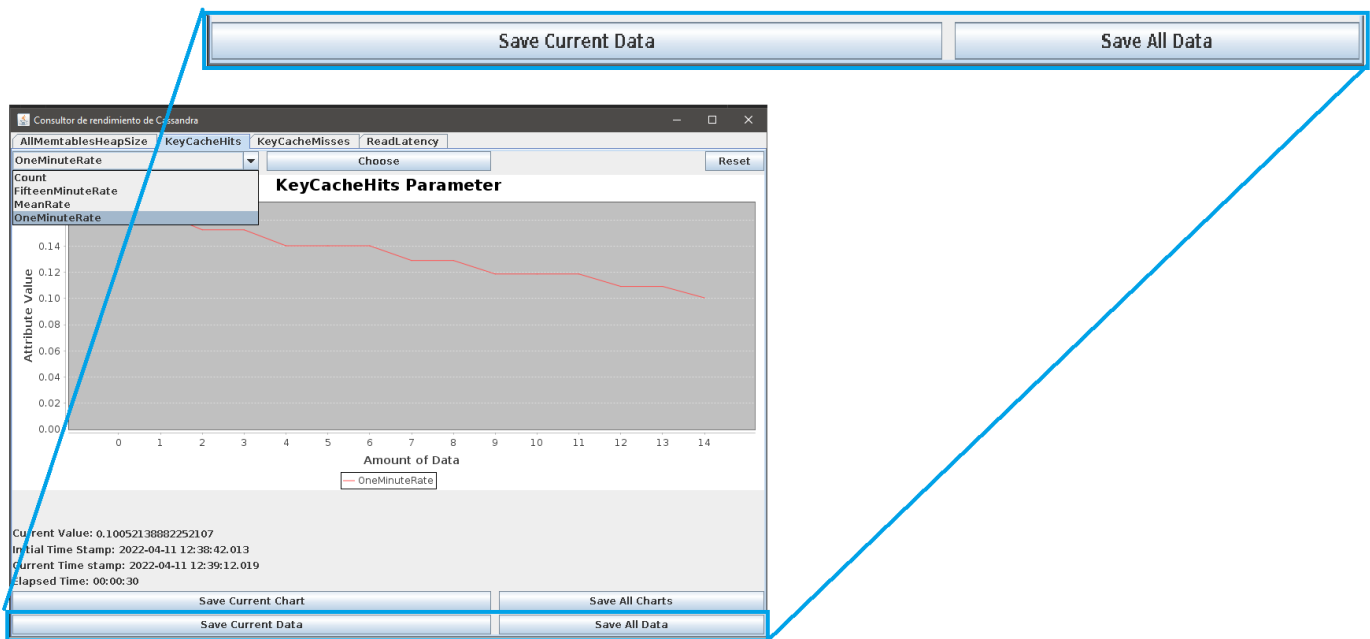 Save Current Data Save All Data
Consultor de rendimiento de Cassandra
AllMemtablesHeapSize KeyCacheHits KeyCacheMisses ReadLatency
OneMinuteRate Choose Reset
Count
FifteenMinuteRate
MeanRate
OneMinuteRate
KeyCacheHits Parameter
0.14
0.12
0.10
0.08
0.06
0.04
0.02
0.00
Attribute Value
0 1 2 3 4 5 6 7 8 9 10 11 12 13 14
Amount of Data
OneMinuteRate
Current Value: 0.10052138882252107
Initial Time Stamp: 2022-04-11 12:38:42.013
Current Time stamp: 2022-04-11 12:39:12.019
Elapsed Time: 00:00:30
Save Current Chart Save All Charts
Save Current Data Save All Data